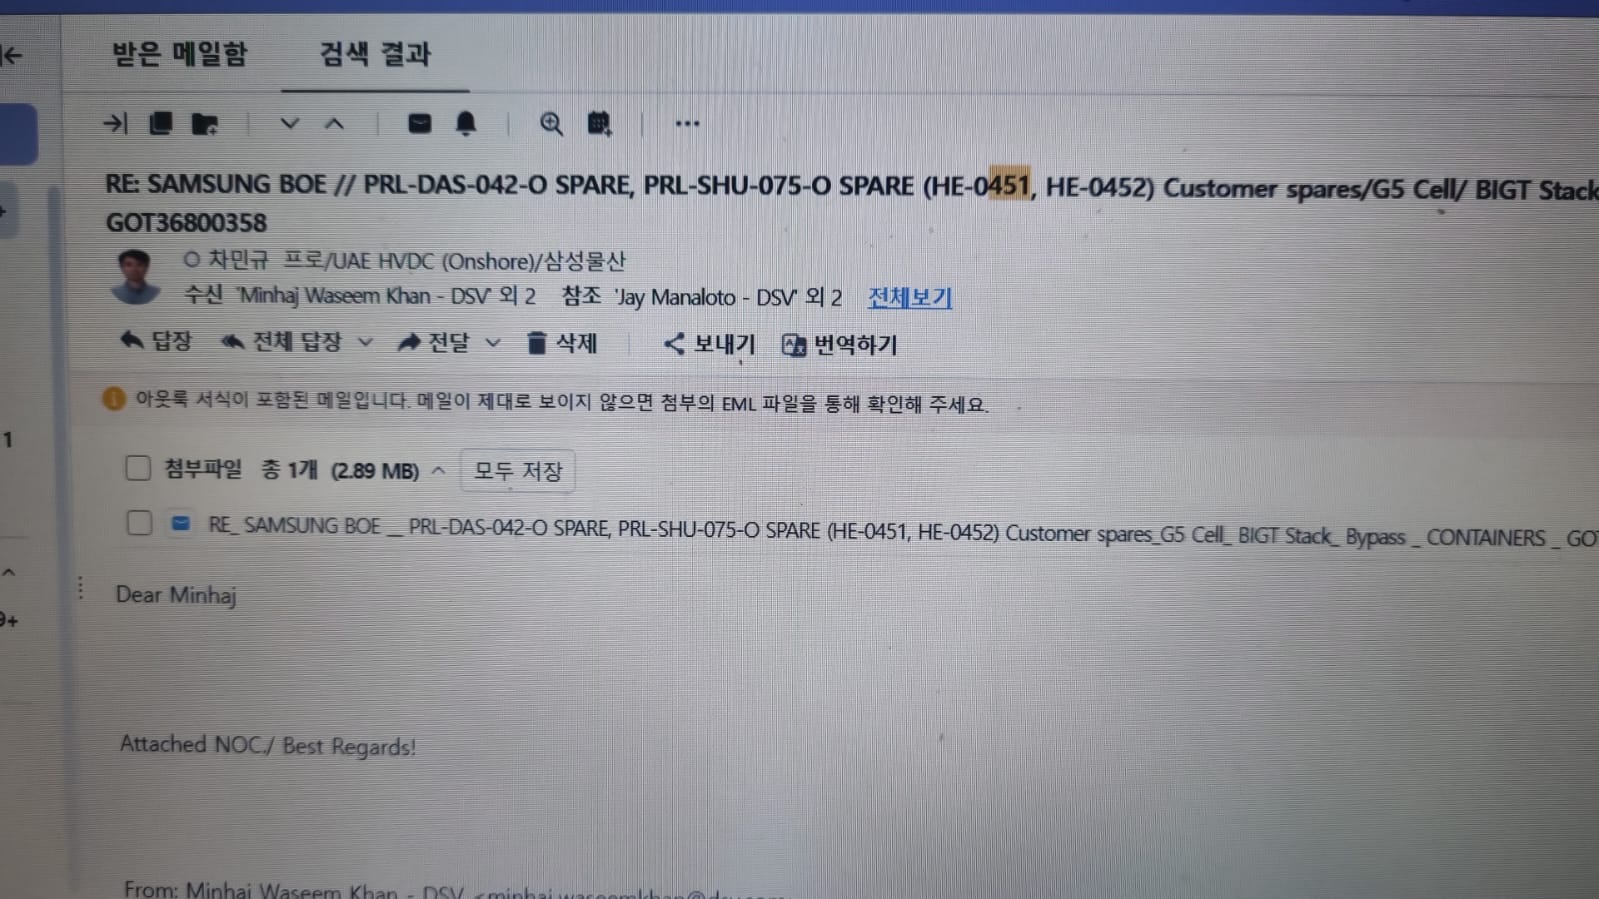 받은 메일함 검색 결과
RE: SAMSUNG BOE // PRL-DAS-042-O SPARE, PRL-SHU-075-O SPARE (HE-0451, HE-0452) Customer spares/G5 Cell/ BIGT Stack
GOT36800358
차민규 프로/UAE HVDC (Onshore)/삼성물산
수신 'Minhaj Waseem Khan - DSV' 외 2 참조 'Jay Manaloto - DSV' 외 2 전체보기
답장 전체 답장 전달 삭제 보내기 번역하기
아웃룩 서식이 포함된 메일입니다. 메일이 제대로 보이지 않으면 첨부의 EML 파일을 통해 확인해 주세요.
1
첨부파일 총 1개 (2.89 MB) 모두 저장
RE_ SAMSUNG BOE __ PRL-DAS-042-O SPARE, PRL-SHU-075-O SPARE (HE-0451, HE-0452) Customer spares_G5 Cell_ BIGT Stack_ Bypass _ CONTAINERS _ GO
Dear Minhaj
9+
Attached NOC./ Best Regards!
From: Minhaj Waseem Khan - DSV